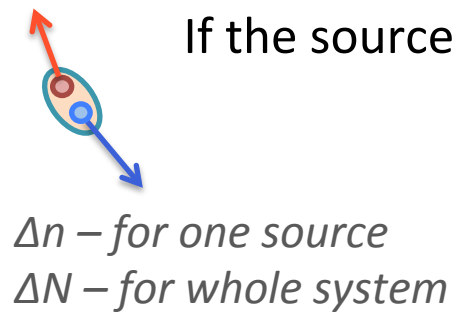 If the source
Δn – for one source
ΔN – for whole system